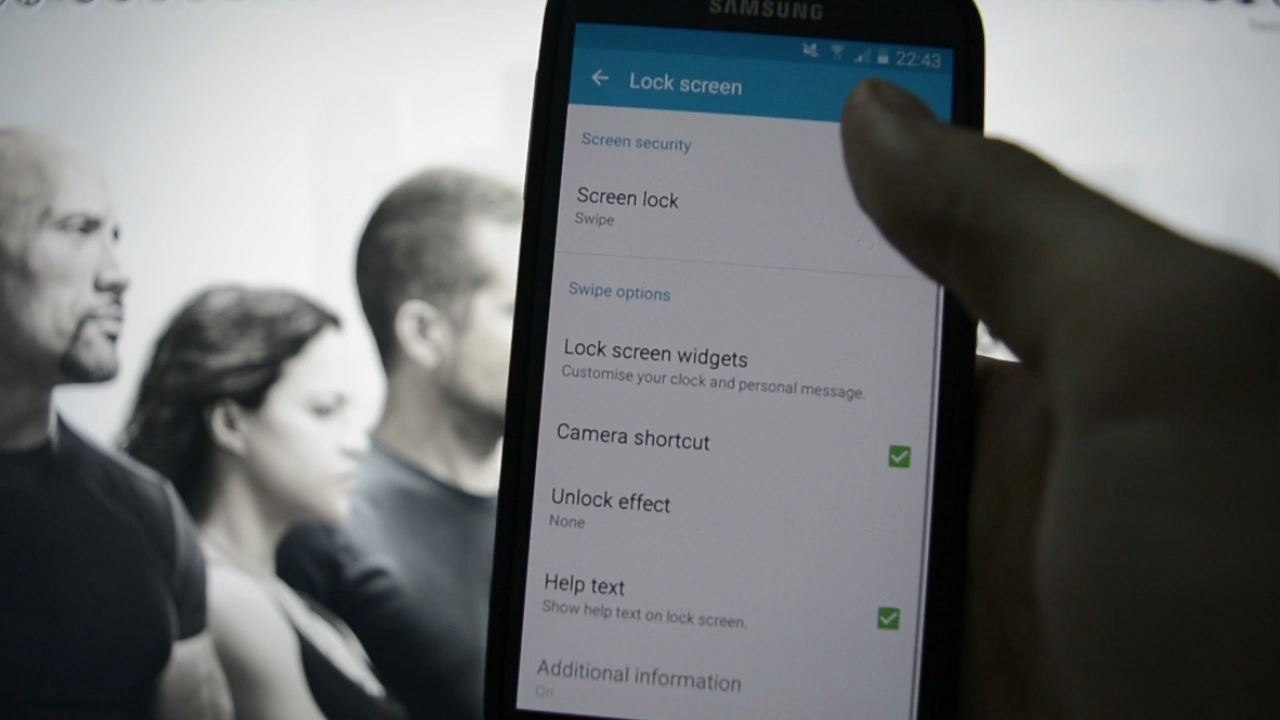 SAMSUNG
22:43
Lock screen
Screen security
Screen lock
Swipe
Swipe options
Lock screen widgets
Customise your clock and personal message.
Camera shortcut
Unlock effect
None
Help text
Show help text on lock screen.
Additional information
On